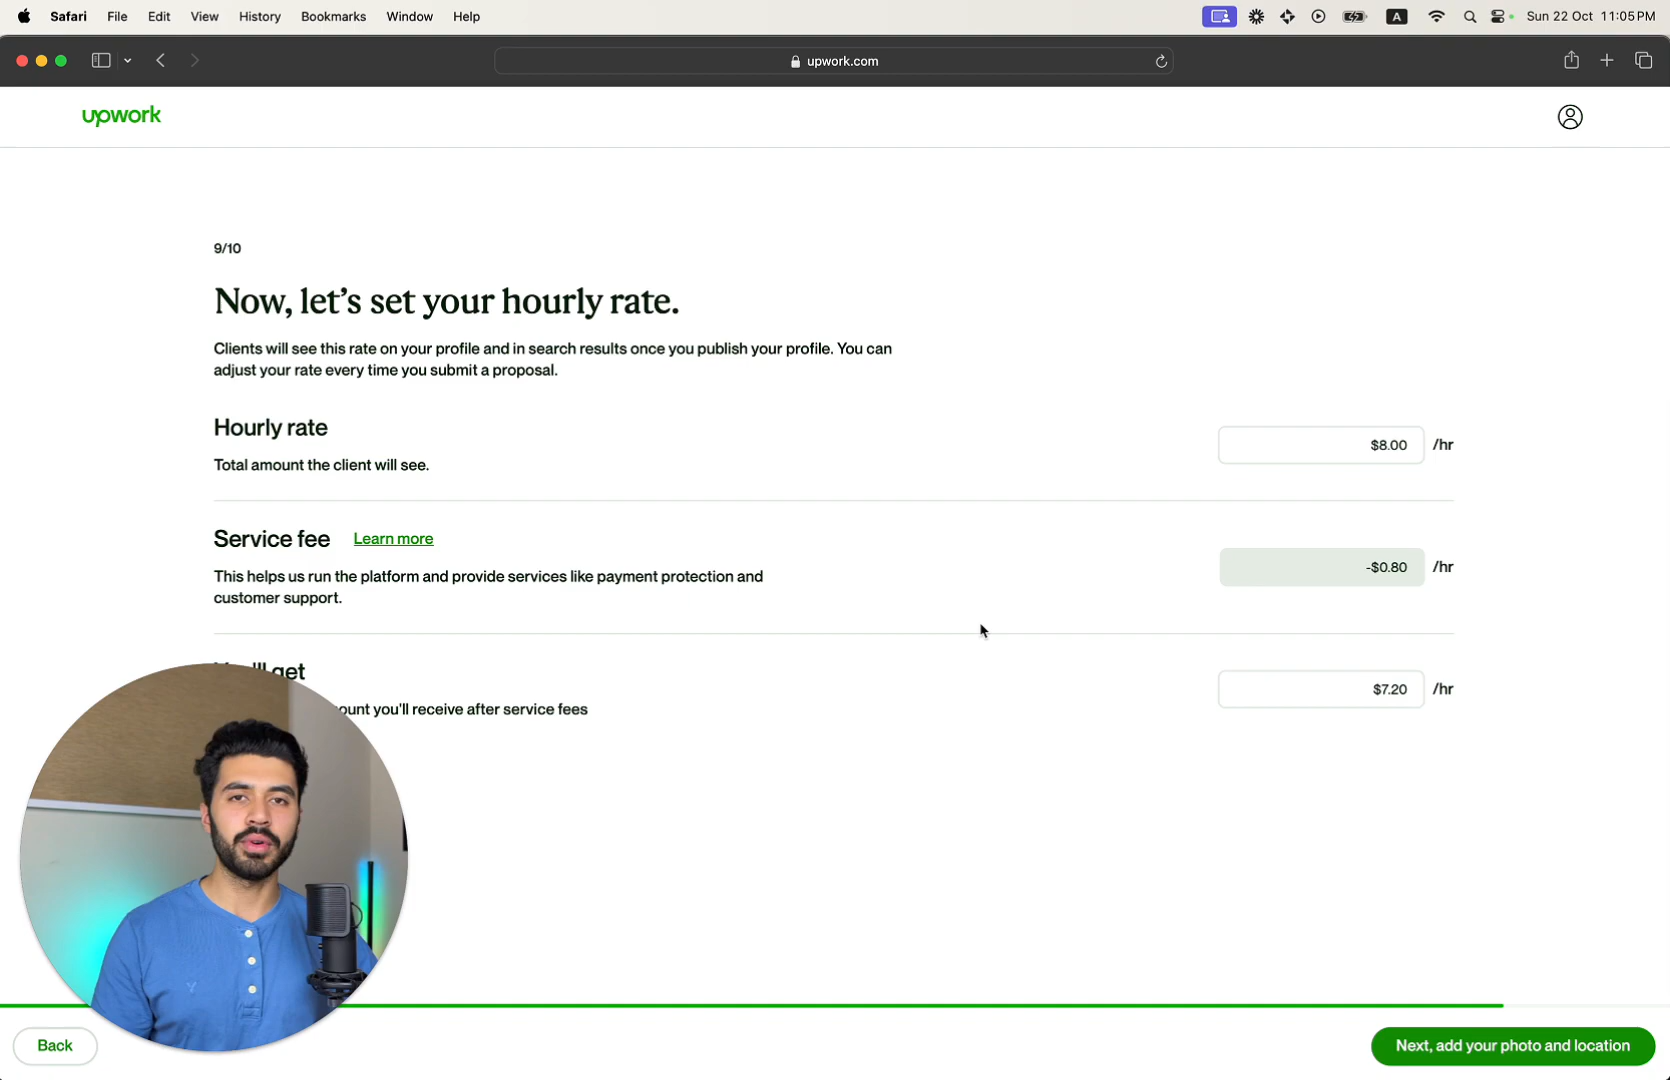 Safari File Edit View History Bookmarks Window Help A Sun 22 Oct 11:05 PM
upwork.com
upwork
9/10
Now, let's set your hourly rate.
Clients will see this rate on your profile and in search results once you publish your profile. You can
adjust your rate every time you submit a proposal.
Hourly rate
Total amount the client will see.
$8.00 /hr
Service fee Learn more
This helps us run the platform and provide services like payment protection and
customer support.
-$0.80 /hr
get
you'll receive after service fees
$7.20 /hr
Back
Next, add your photo and location